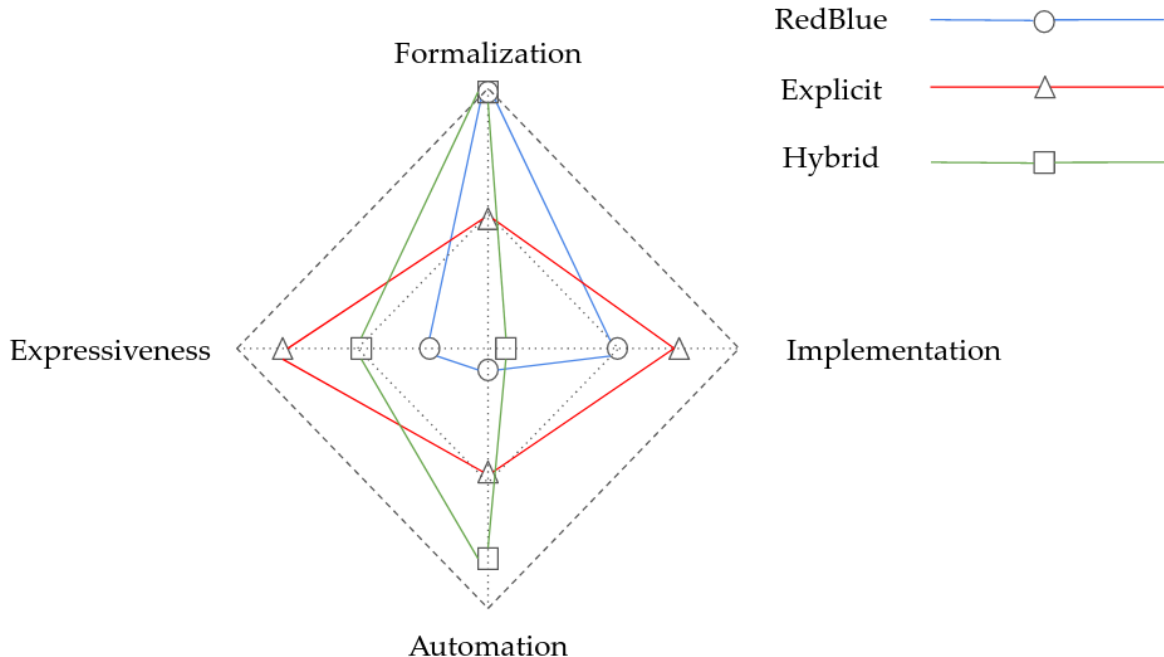 RedBlue
Formalization
Explicit
Hybrid
Expressiveness
Implementation
Automation